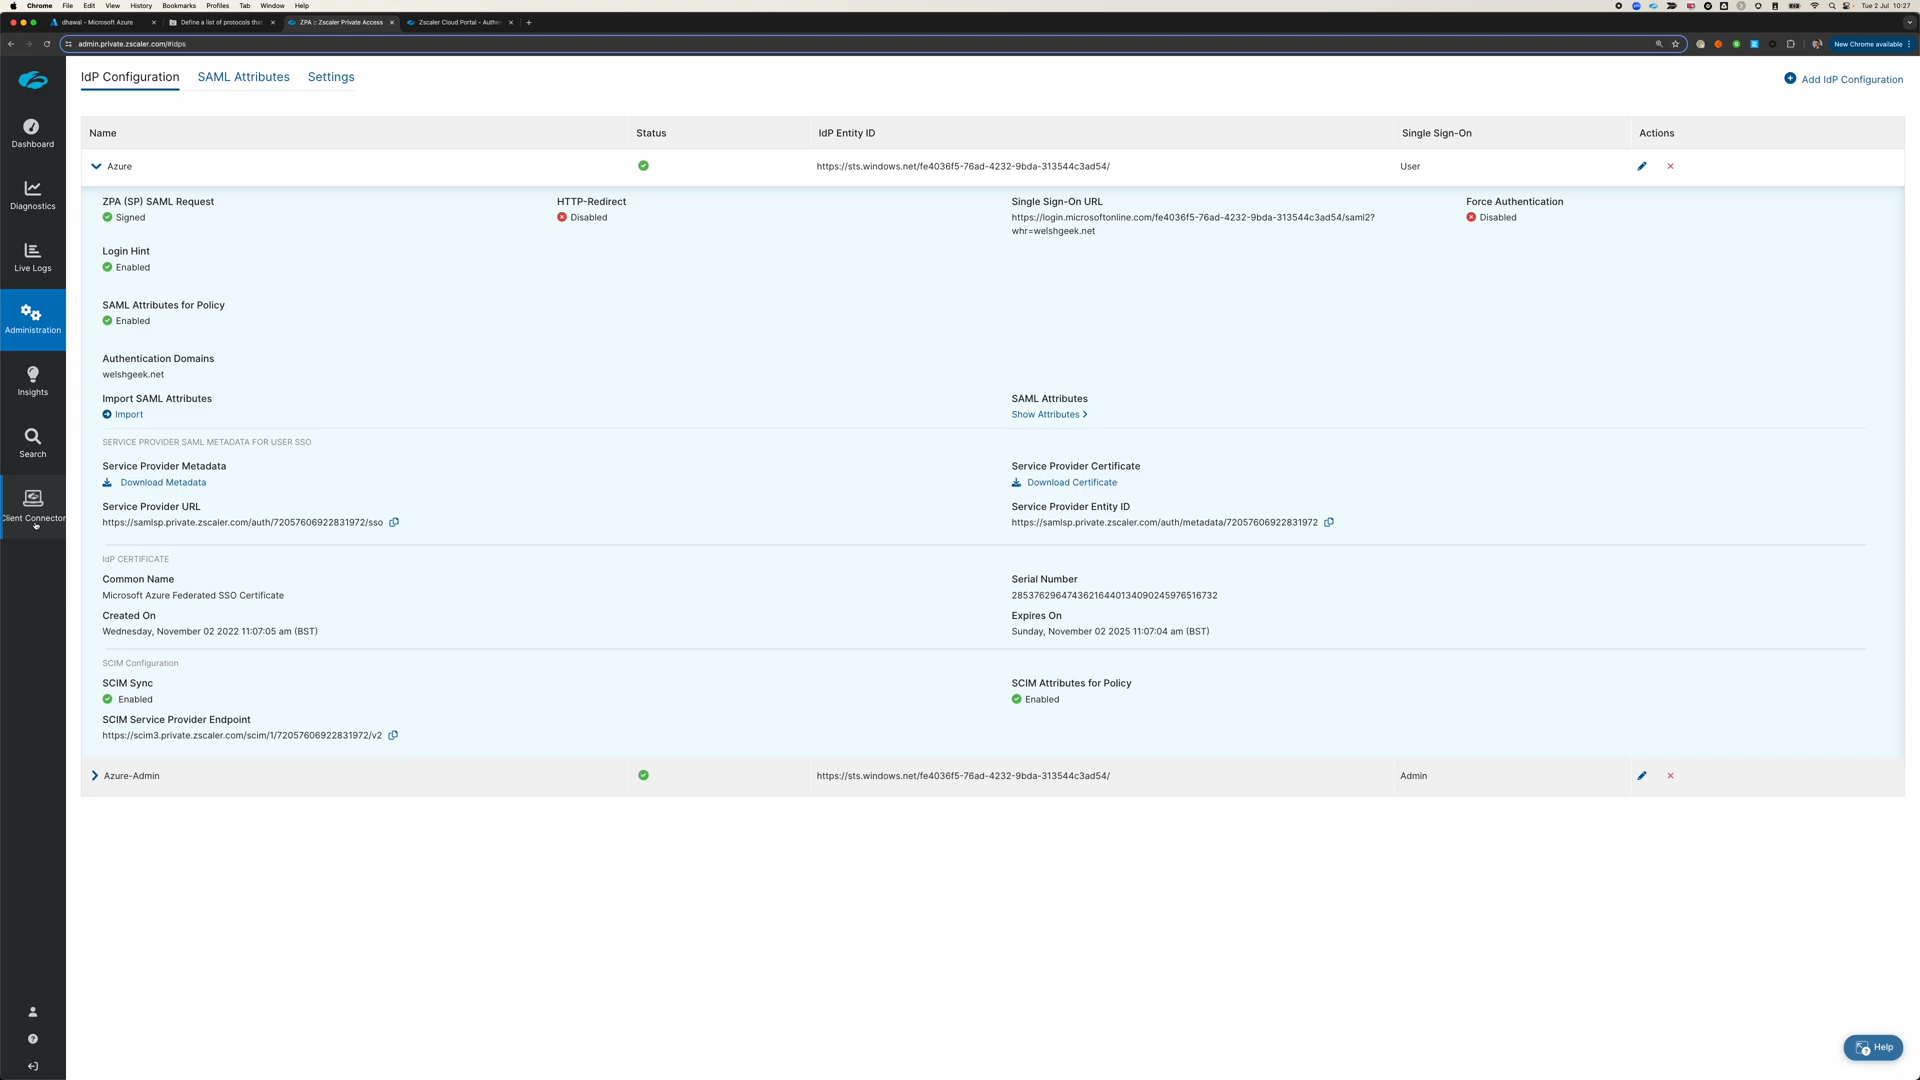 Chrome File Edit View History Bookmarks Profiles Tab Window Help
Tue 2 Jul 10:27
dhawal - Microsoft Azure
Define a list of protocols tha
ZPA :: Zscaler Private Access
Zscaler Cloud Portal - Authe
admin.private.zscaler.com/#idps
New Chrome available
IdP Configuration SAML Attributes Settings
Add IdP Configuration
Dashboard
Diagnostics
Live Logs
Administration
Insights
Search
Client Connector
Name Status IdP Entity ID Single Sign-On Actions
Azure https://sts.windows.net/fe4036f5-76ad-4232-9bda-313544c3ad54/ User
ZPA (SP) SAML Request HTTP-Redirect Single Sign-On URL Force Authentication
Signed Disabled https://login.microsoftonline.com/fe4036f5-76ad-4232-9bda-313544c3ad54/saml2? Disabled
whr=welshgeek.net
Login Hint
Enabled
SAML Attributes for Policy
Enabled
Authentication Domains
welshgeek.net
Import SAML Attributes SAML Attributes
Import Show Attributes
SERVICE PROVIDER SAML METADATA FOR USER SSO
Service Provider Metadata Service Provider Certificate
Download Metadata Download Certificate
Service Provider URL Service Provider Entity ID
https://samlsp.private.zscaler.com/auth/72057606922831972/sso https://samlsp.private.zscaler.com/auth/metadata/72057606922831972
IdP CERTIFICATE
Common Name Serial Number
Microsoft Azure Federated SSO Certificate 28537629647436216440134090245976516732
Created On Expires On
Wednesday, November 02 2022 11:07:05 am (BST) Sunday, November 02 2025 11:07:04 am (BST)
SCIM Configuration
SCIM Sync SCIM Attributes for Policy
Enabled Enabled
SCIM Service Provider Endpoint
https://scim3.private.zscaler.com/scim/1/72057606922831972/v2
Azure-Admin https://sts.windows.net/fe4036f5-76ad-4232-9bda-313544c3ad54/ Admin
Help